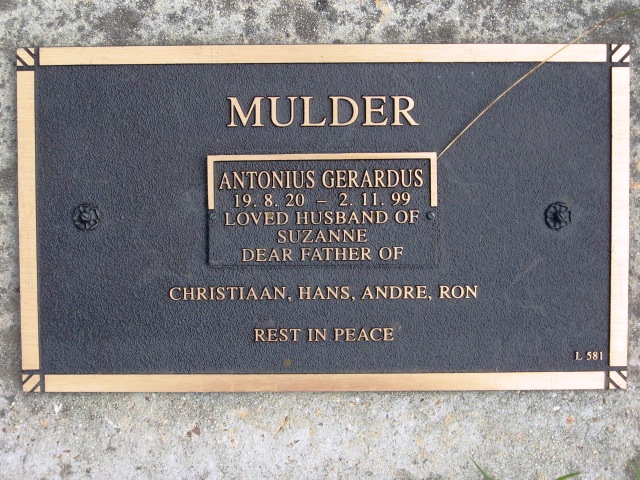 MULDER
ANTONIUS GERARDUS
19. 8. 20 – 2. 11. 99
LOVED HUSBAND OF
SUZANNE
DEAR FATHER OF
CHRISTIAAN, HANS, ANDRE, RON
REST IN PEACE
L 581